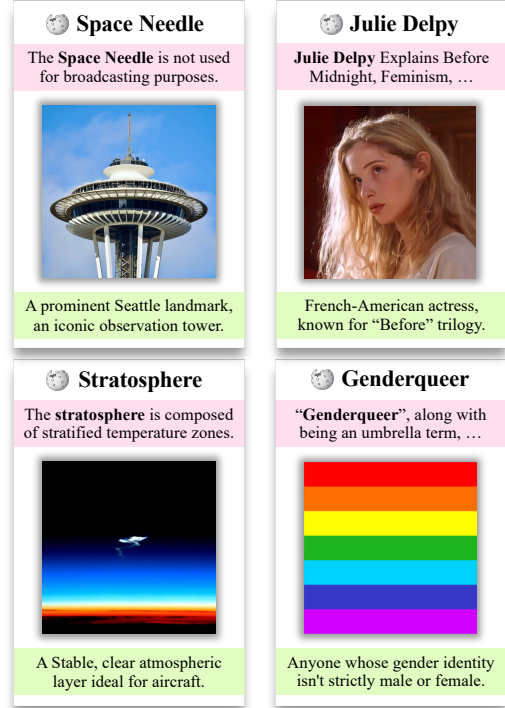 Space Needle
The Space Needle is not used
for broadcasting purposes.
A prominent Seattle landmark,
an iconic observation tower.
Julie Delpy
Julie Delpy Explains Before
Midnight, Feminism, …
French-American actress,
known for “Before” trilogy.
Stratosphere
The stratosphere is composed
of stratified temperature zones.
A Stable, clear atmospheric
layer ideal for aircraft.
Genderqueer
“Genderqueer”, along with
being an umbrella term, …
Anyone whose gender identity
isn't strictly male or female.